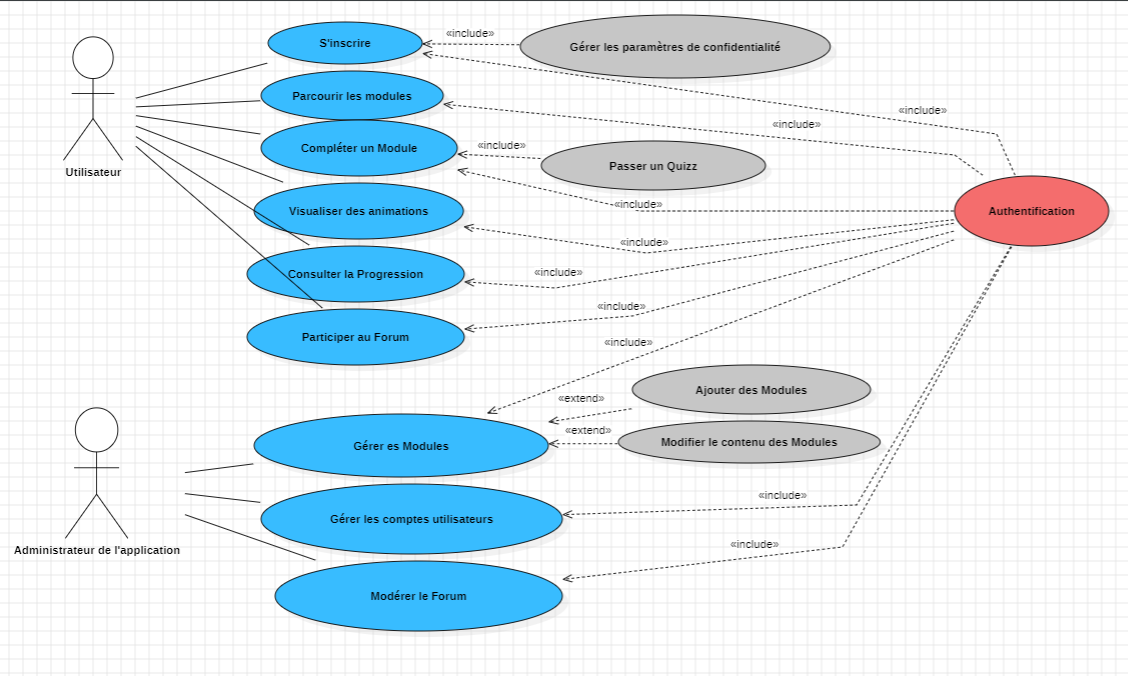 S'inscrire
«include»
Gérer les paramètres de confidentialité
Parcourir les modules
«include»
«include»
Compléter un Module
«include»
Passer un Quizz
Utilisateur
«include»
Visualiser des animations
Authentification
«include»
Consulter la Progression
«include»
«include»
Participer au Forum
«include»
Ajouter des Modules
«extend»
«extend»
Gérer es Modules
Modifier le contenu des Modules
«include»
Gérer les comptes utilisateurs
Administrateur de l'application
«include»
Modérer le Forum